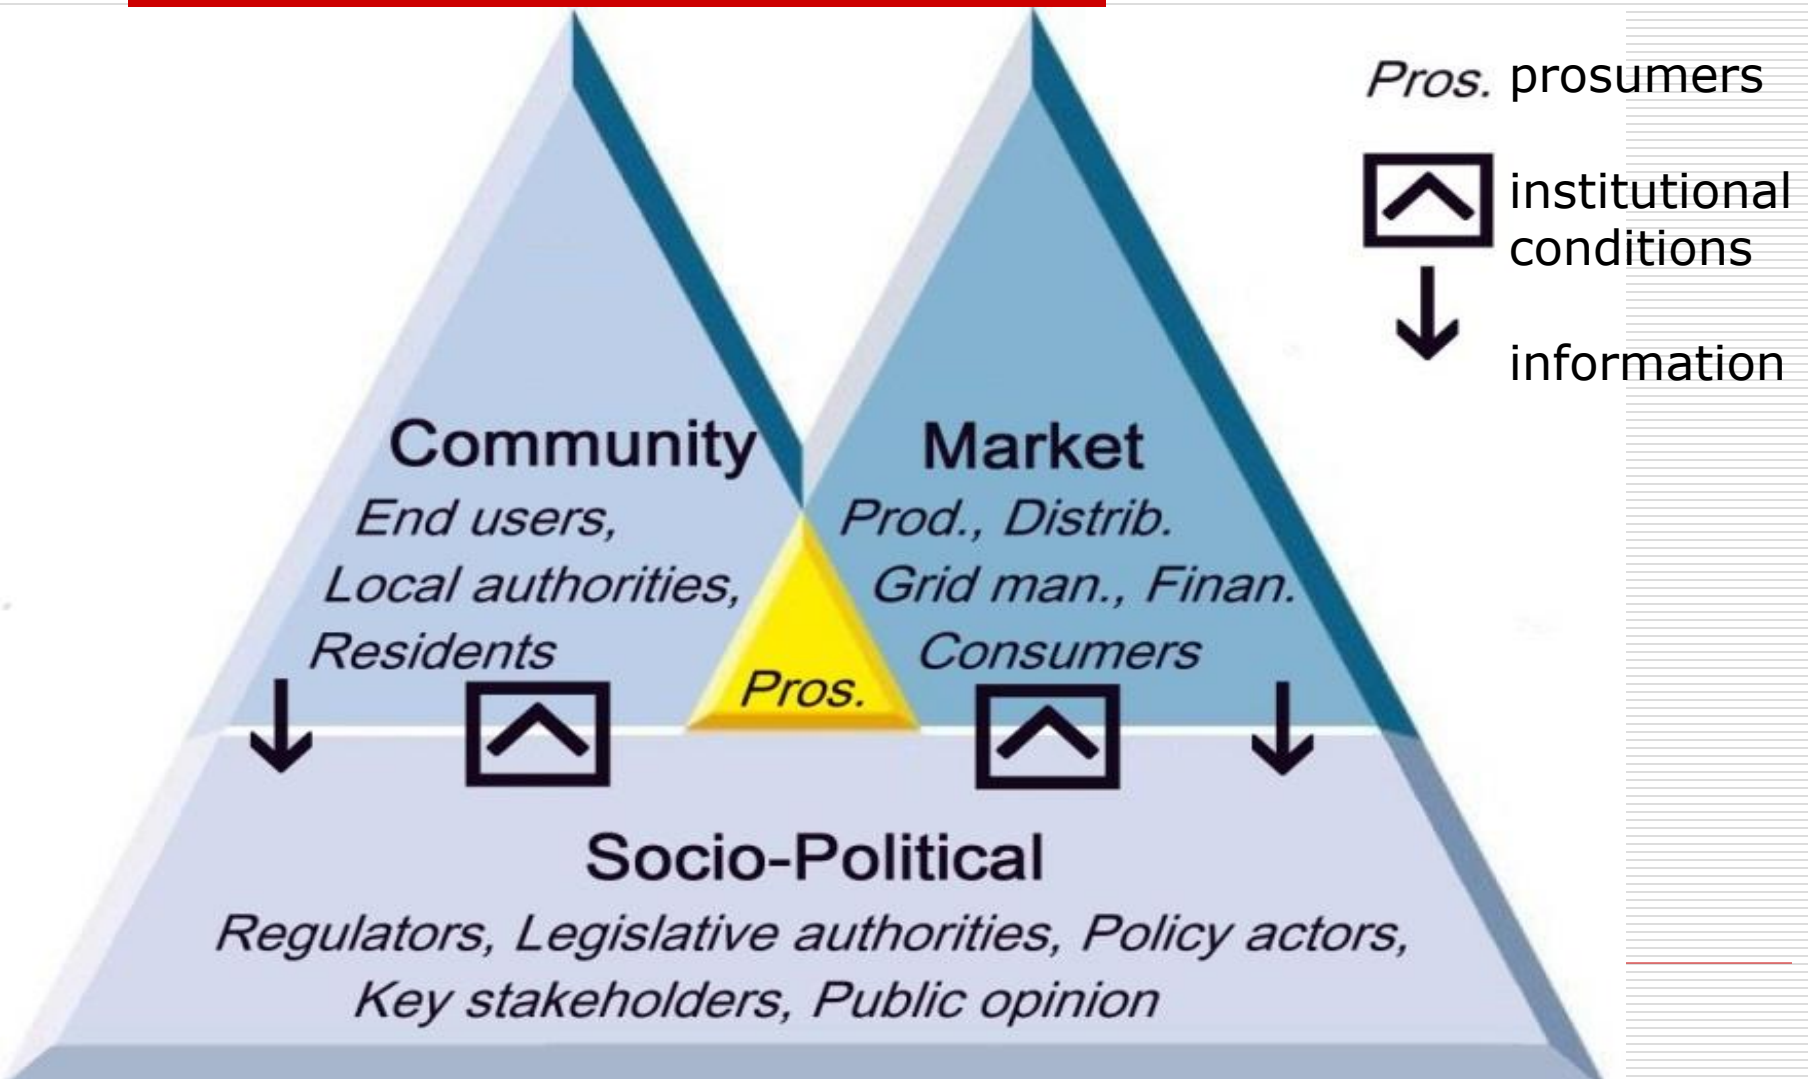 Pros. prosumers
institutional
conditions
information
Community
End users,
Local authorities,
Residents
Market
Prod., Distrib.
Grid man., Finan.
Consumers
Pros.
Socio-Political
Regulators, Legislative authorities, Policy actors,
Key stakeholders, Public opinion